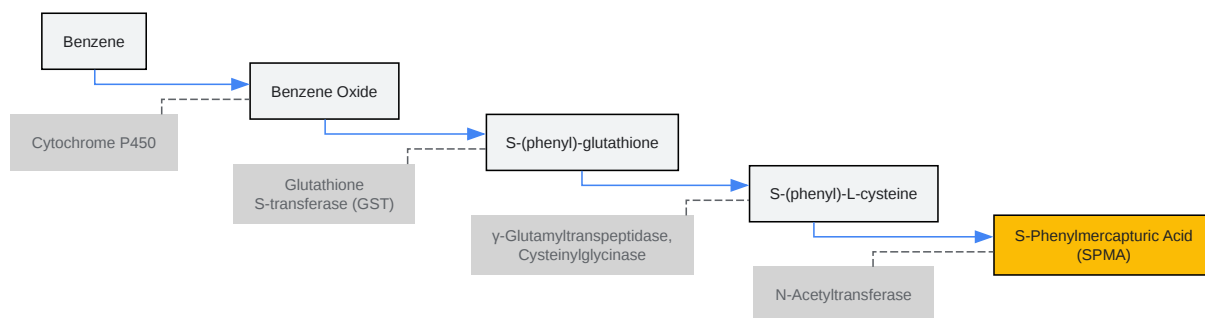 Benzene
Benzene Oxide
Cytochrome P450
S-(phenyl)-glutathione
Glutathione
S-transferase (GST)
S-(phenyl)-L-cysteine
γ-Glutamyltranspeptidase,
Cysteinylglycinase
S-Phenylmercapturic Acid
(SPMA)
N-Acetyltransferase